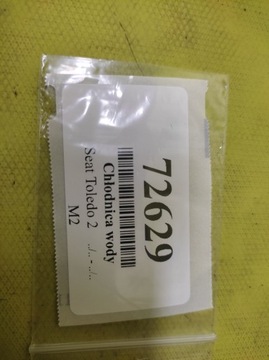 72629
Chłodnica wody
Seat Toledo 2 ../.. - ../..
M2